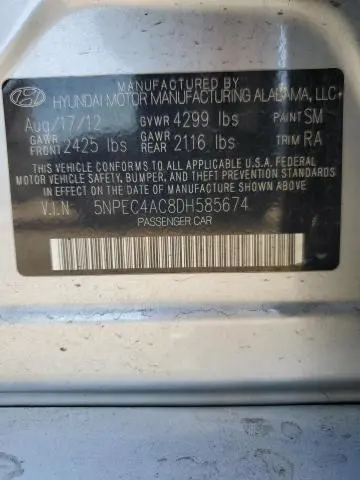 HYUNDAI MOTOR MANUFACTURING ALABAMA, LLC
Aug/17/12 GVWR 4299 lbs PAINT SM
GAWR FRONT 2425 lbs GAWR REAR 2116 lbs TRIM RA
THIS VEHICLE CONFORMS TO ALL APPLICABLE U.S.A. FEDERAL
MOTOR VEHICLE SAFETY, BUMPER, AND THEFT PREVENTION
STANDARDS IN EFFECT ON THE DATE OF MANUFACTURE SHOWN ABOVE.
V.I.N 5NPEC4AC8DH585674
PASSENGER CAR